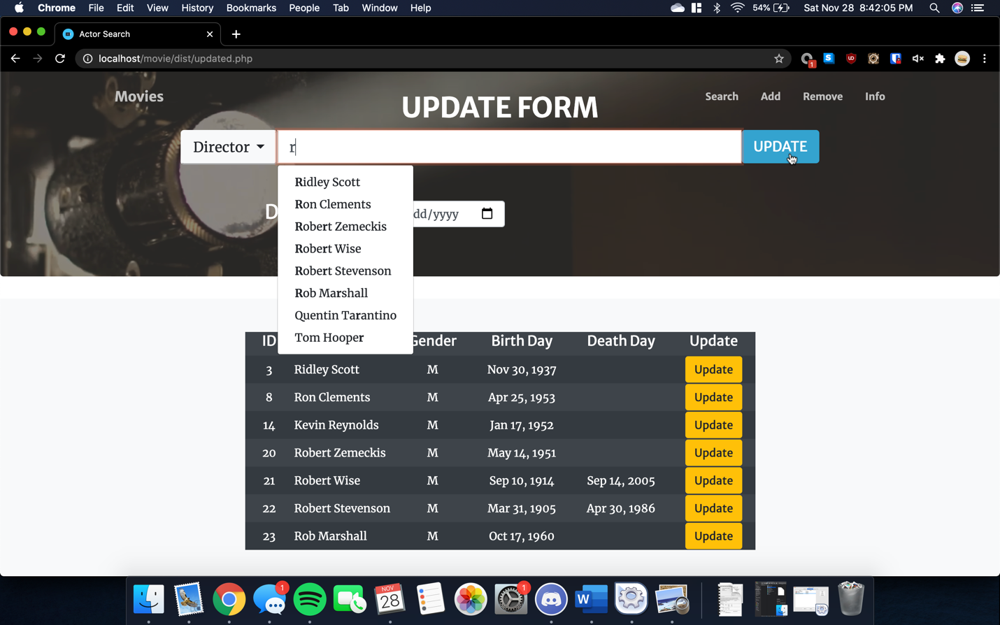 Chrome File Edit View History Bookmarks People Tab Window Help 54% Sat Nov 28 8:42:05 PM
Actor Search
localhost/movie/dist/updated.php
1
S
Movies
UPDATE FORM
Search Add Remove Info
Director r UPDATE
Ridley Scott
Ron Clements
D dd/yyyy
Robert Zemeckis
Robert Wise
Robert Stevenson
Rob Marshall
Quentin Tarantino
Tom Hooper
ID Gender Birth Day Death Day Update
3 Ridley Scott M Nov 30, 1937 Update
8 Ron Clements M Apr 25, 1953 Update
14 Kevin Reynolds M Jan 17, 1952 Update
20 Robert Zemeckis M May 14, 1951 Update
21 Robert Wise M Sep 10, 1914 Sep 14, 2005 Update
22 Robert Stevenson M Mar 31, 1905 Apr 30, 1986 Update
23 Rob Marshall M Oct 17, 1960 Update
1 NOV 28 1 W